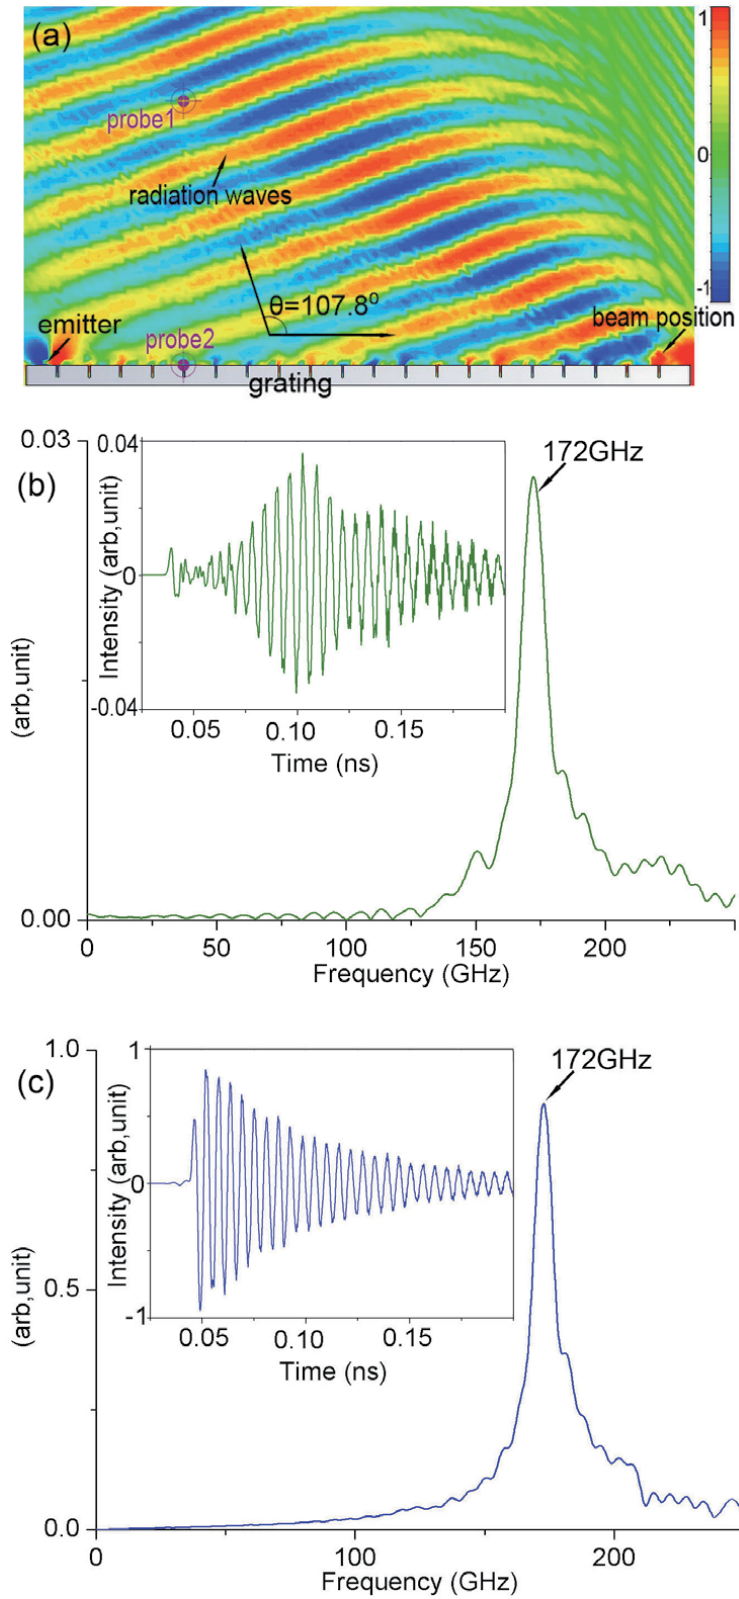 (a)
1
probe1
0
radiation waves
θ=107.8⁰
-1
emitter
beam position
probe2
grating
0.03
0.04
172GHz
(b)
Intensity (arb,unit)
0
(arb,unit)
-0.04
0.05 0.10 0.15
Time (ns)
0.00
0 50 100 150 200
Frequency (GHz)
1.0
1
172GHz
(c)
Intensity (arb,unit)
0
(arb,unit)
0.5
-1
0.05 0.10 0.15
Time (ns)
0.0
0 100 200
Frequency (GHz)